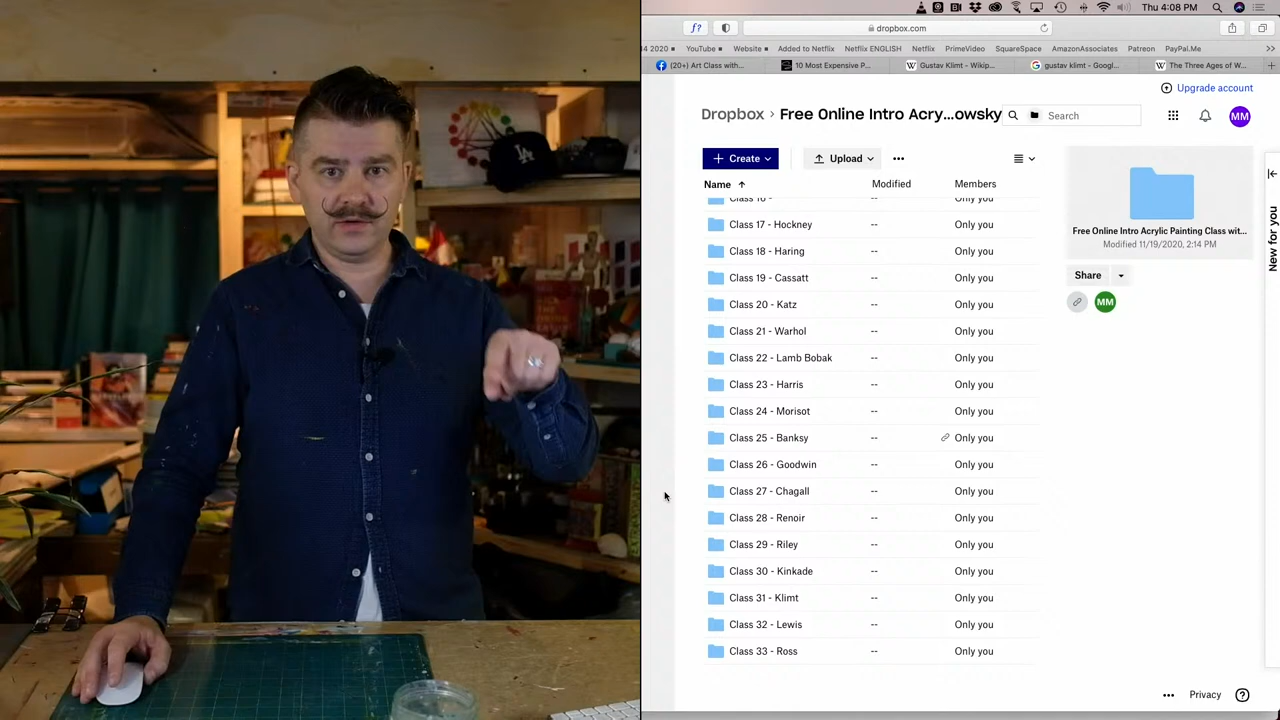 Thu 4:08 PM
f?
dropbox.com
14 2020
YouTube
Website
Added to Netflix
Netflix ENGLISH
Netflix
PrimeVideo
SquareSpace
AmazonAssociates
Patreon
PayPal.Me
(20+) Art Class with...
10 Most Expensive P...
Gustav Klimt - Wikip...
gustav klimt - Googl...
The Three Ages of W...
Upgrade account
Dropbox › Free Online Intro Acry...owsky
Search
MM
Create
Upload
Name
Modified
Members
Class 16 -
Class 17 - Hockney -- Only you
Class 18 - Haring -- Only you
Class 19 - Cassatt -- Only you
Class 20 - Katz -- Only you
Class 21 - Warhol -- Only you
Class 22 - Lamb Bobak -- Only you
Class 23 - Harris -- Only you
Class 24 - Morisot -- Only you
Class 25 - Banksy -- Only you
Class 26 - Goodwin -- Only you
Class 27 - Chagall -- Only you
Class 28 - Renoir -- Only you
Class 29 - Riley -- Only you
Class 30 - Kinkade -- Only you
Class 31 - Klimt -- Only you
Class 32 - Lewis -- Only you
Class 33 - Ross -- Only you
Free Online Intro Acrylic Painting Class wit...
Modified 11/19/2020, 2:14 PM
Share
MM
New for you
Privacy
LA